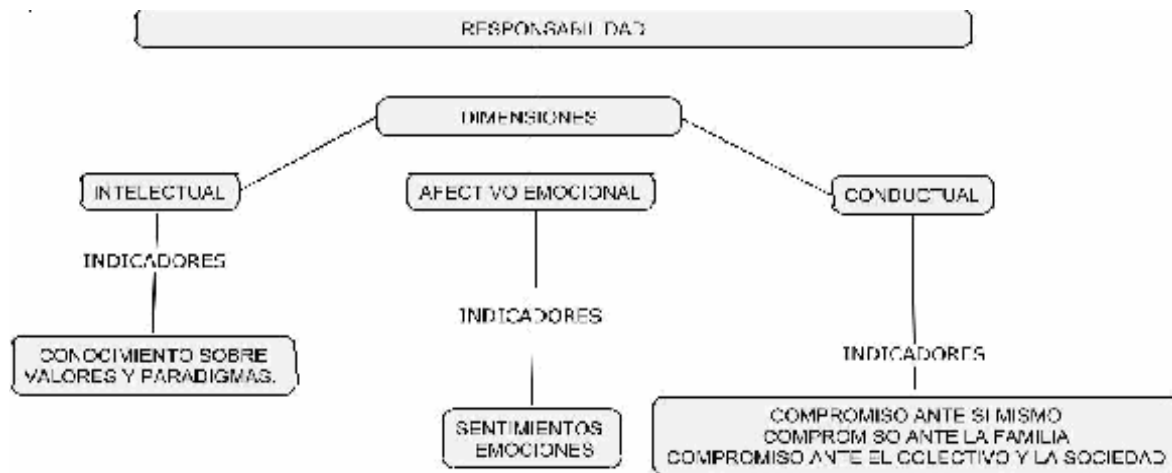 RESPONSABILIDAD
DIMENSIONES
INTELECTUAL
AFECTIVO EMOCIONAL
CONDUCTUAL
INDICADORES
INDICADORES
INDICADORES
CONOCIMIENTO SOBRE
VALORES Y PARADIGMAS.
SENTIMIENTOS
EMOCIONES
COMPROMISO ANTE SI MISMO
COMPROMISO ANTE LA FAMILIA
COMPROMISO ANTE EL COLECTIVO Y LA SOCIEDAD